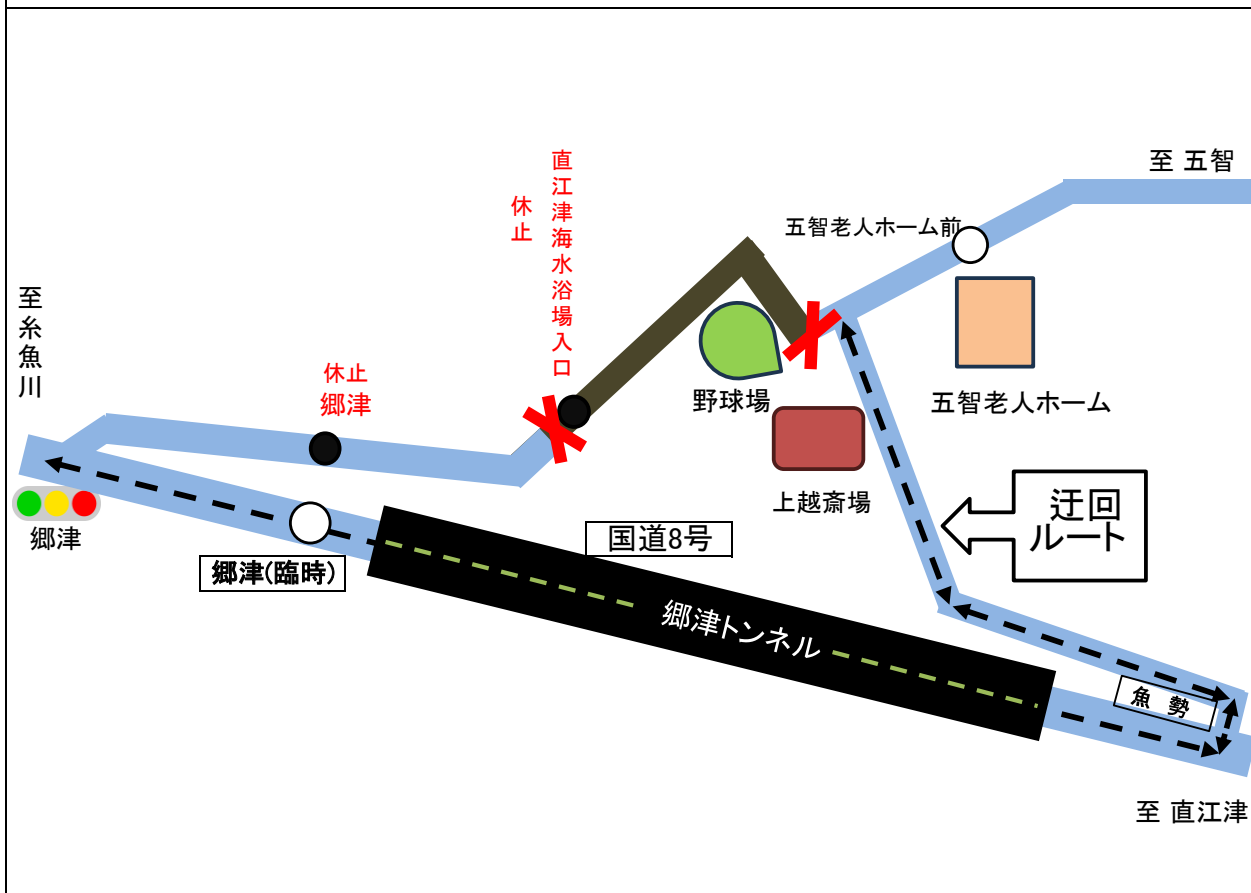 至 五智
直江津海水浴場入口
休止
五智老人ホーム前
至糸魚川
休止
郷津
野球場
五智老人ホーム
上越斎場
迂回
ルート
郷津
国道8号
郷津(臨時)
郷津トンネル
魚 勢
至 直江津